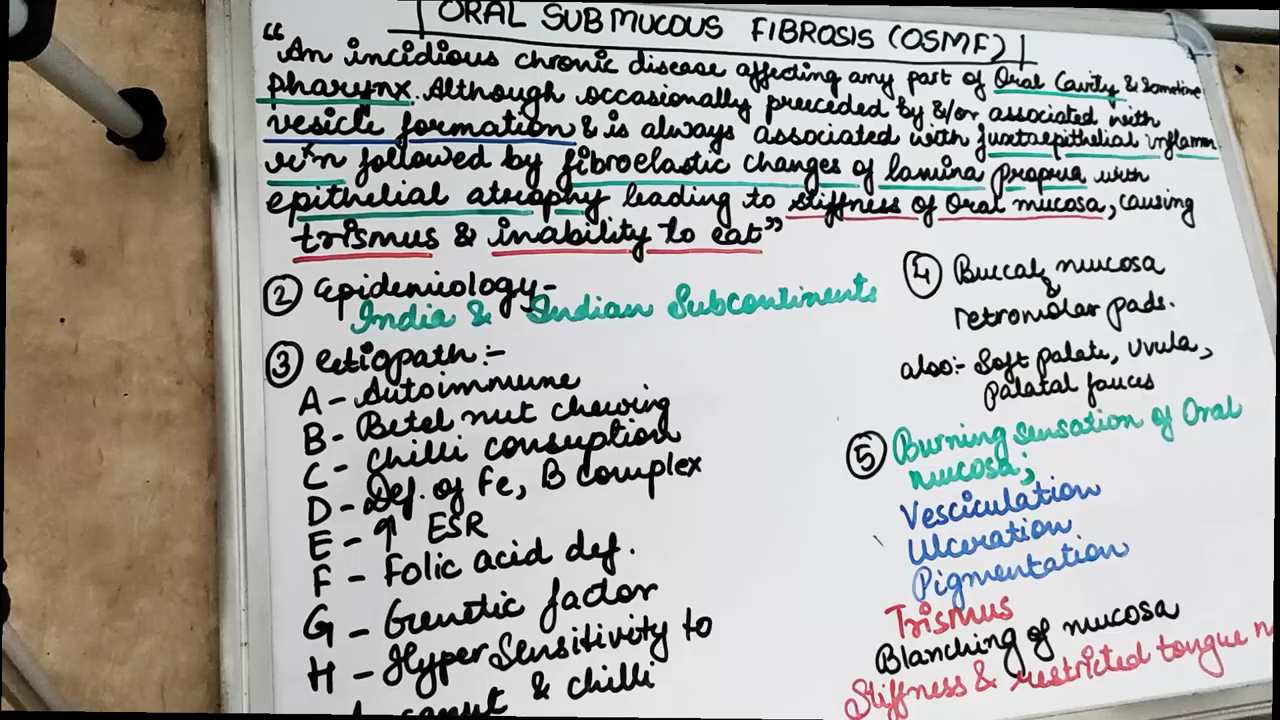 ORAL SUBMUCOUS FIBROSIS (OSMF)
"An incidious chronic disease affecting any part of Oral Cavity & Sometime
pharynx. Although occasionally preeceded by &/or associated with
vesicle formation & is always associated with juxtaepithelial inflamm.
rexn followed by fibroelastic changes of lamina propria with
epithelial atrophy leading to stiffness of Oral mucosa, causing
trismus & inability to eat"
② Epidemiology-
India & Indian Subcontinents
③ Etiopath:-
A - Autoimmune
B - Betel nut chewing
C - Chilli consuption
D - Def. of Fe, B complex
E - ↑ ESR
F - Folic acid def.
G - Genetic factor
H - Hyper Sensitivity to
& chilli
④ Buccal mucosa
&
retromolar pads.
also:- Soft palate, Uvula,
Palatal fauces
⑤ Burning sensation of Oral
mucosa;
Vesciculation
Ulceration
Pigmentation
Trismus
Blanching of mucosa
Stiffness & restricted tongue